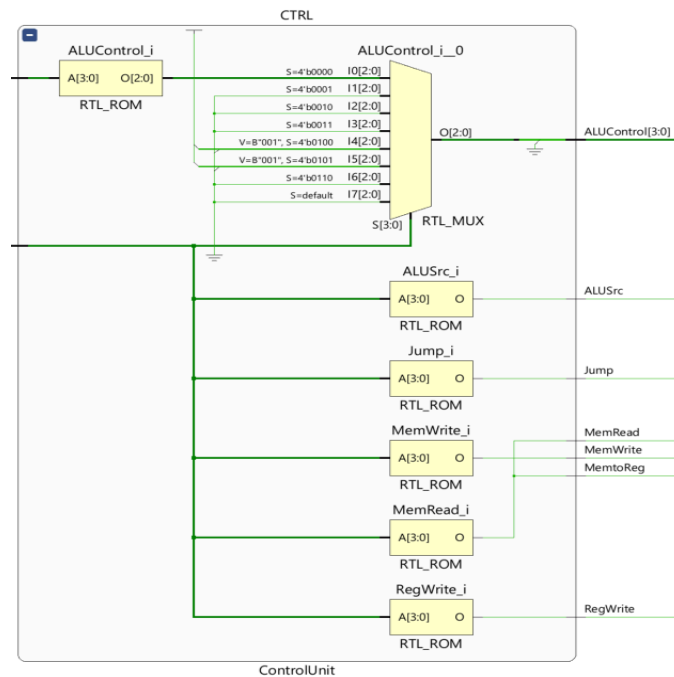 CTRL
ALUControl_i
A[3:0] O[2:0]
RTL_ROM
ALUControl_i__0
S=4'b0000 I0[2:0]
S=4'b0001 I1[2:0]
S=4'b0010 I2[2:0]
S=4'b0011 I3[2:0]
V=B"001", S=4'b0100 I4[2:0]
V=B"001", S=4'b0101 I5[2:0]
S=4'b0110 I6[2:0]
S=default I7[2:0]
S[3:0]
O[2:0]
RTL_MUX
ALUControl[3:0]
ALUSrc_i
A[3:0] O
RTL_ROM
ALUSrc
Jump_i
A[3:0] O
RTL_ROM
Jump
MemWrite_i
A[3:0] O
RTL_ROM
MemRead
MemWrite
MemtoReg
MemRead_i
A[3:0] O
RTL_ROM
RegWrite_i
A[3:0] O
RTL_ROM
RegWrite
ControlUnit